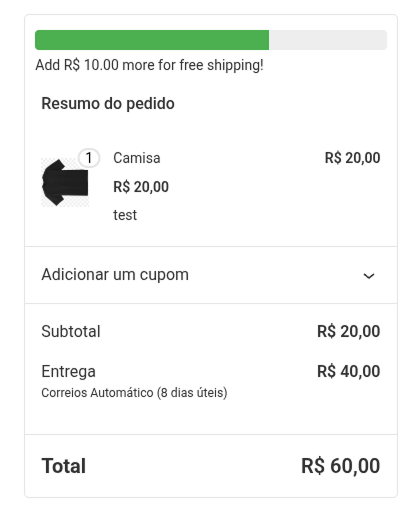 Add R$ 10.00 more for free shipping!
Resumo do pedido
1
Camisa R$ 20,00
R$ 20,00
test
Adicionar um cupom
Subtotal R$ 20,00
Entrega R$ 40,00
Correios Automático (8 dias úteis)
Total R$ 60,00